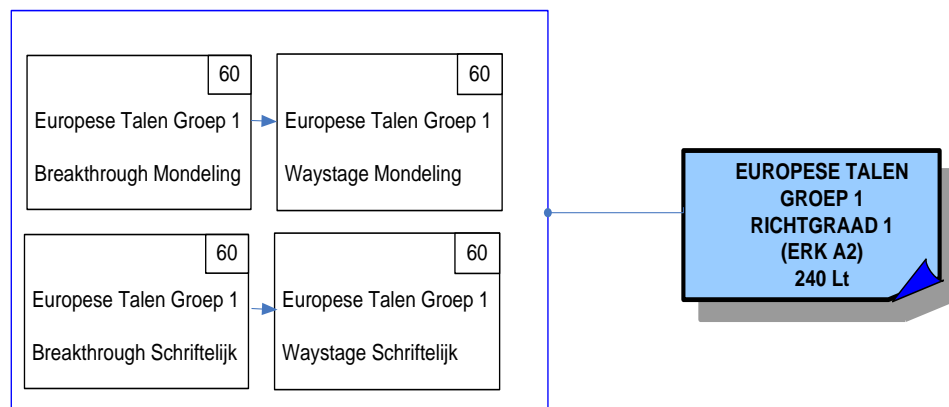 60
Europese Talen Groep 1
Breakthrough Mondeling
60
Europese Talen Groep 1
Waystage Mondeling
60
Europese Talen Groep 1
Breakthrough Schriftelijk
60
Europese Talen Groep 1
Waystage Schriftelijk
EUROPESE TALEN
GROEP 1
RICHTGRAAD 1
(ERK A2)
240 Lt